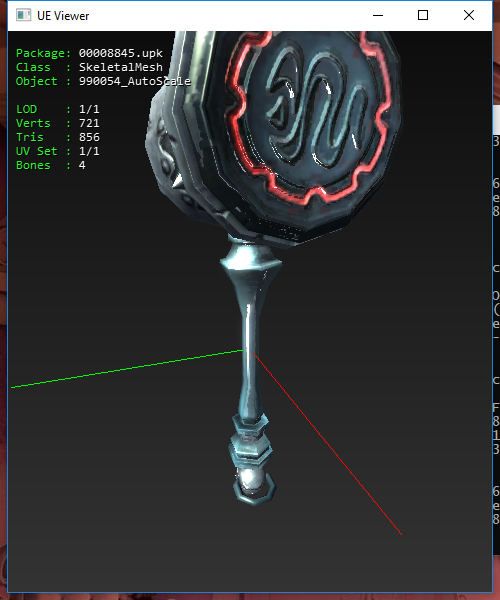 UE Viewer
Package: 00008845.upk
Class : SkeletalMesh
Object : 990054_AutoScale
LOD : 1/1
Verts : 721
Tris : 856
UV Set : 1/1
Bones : 4